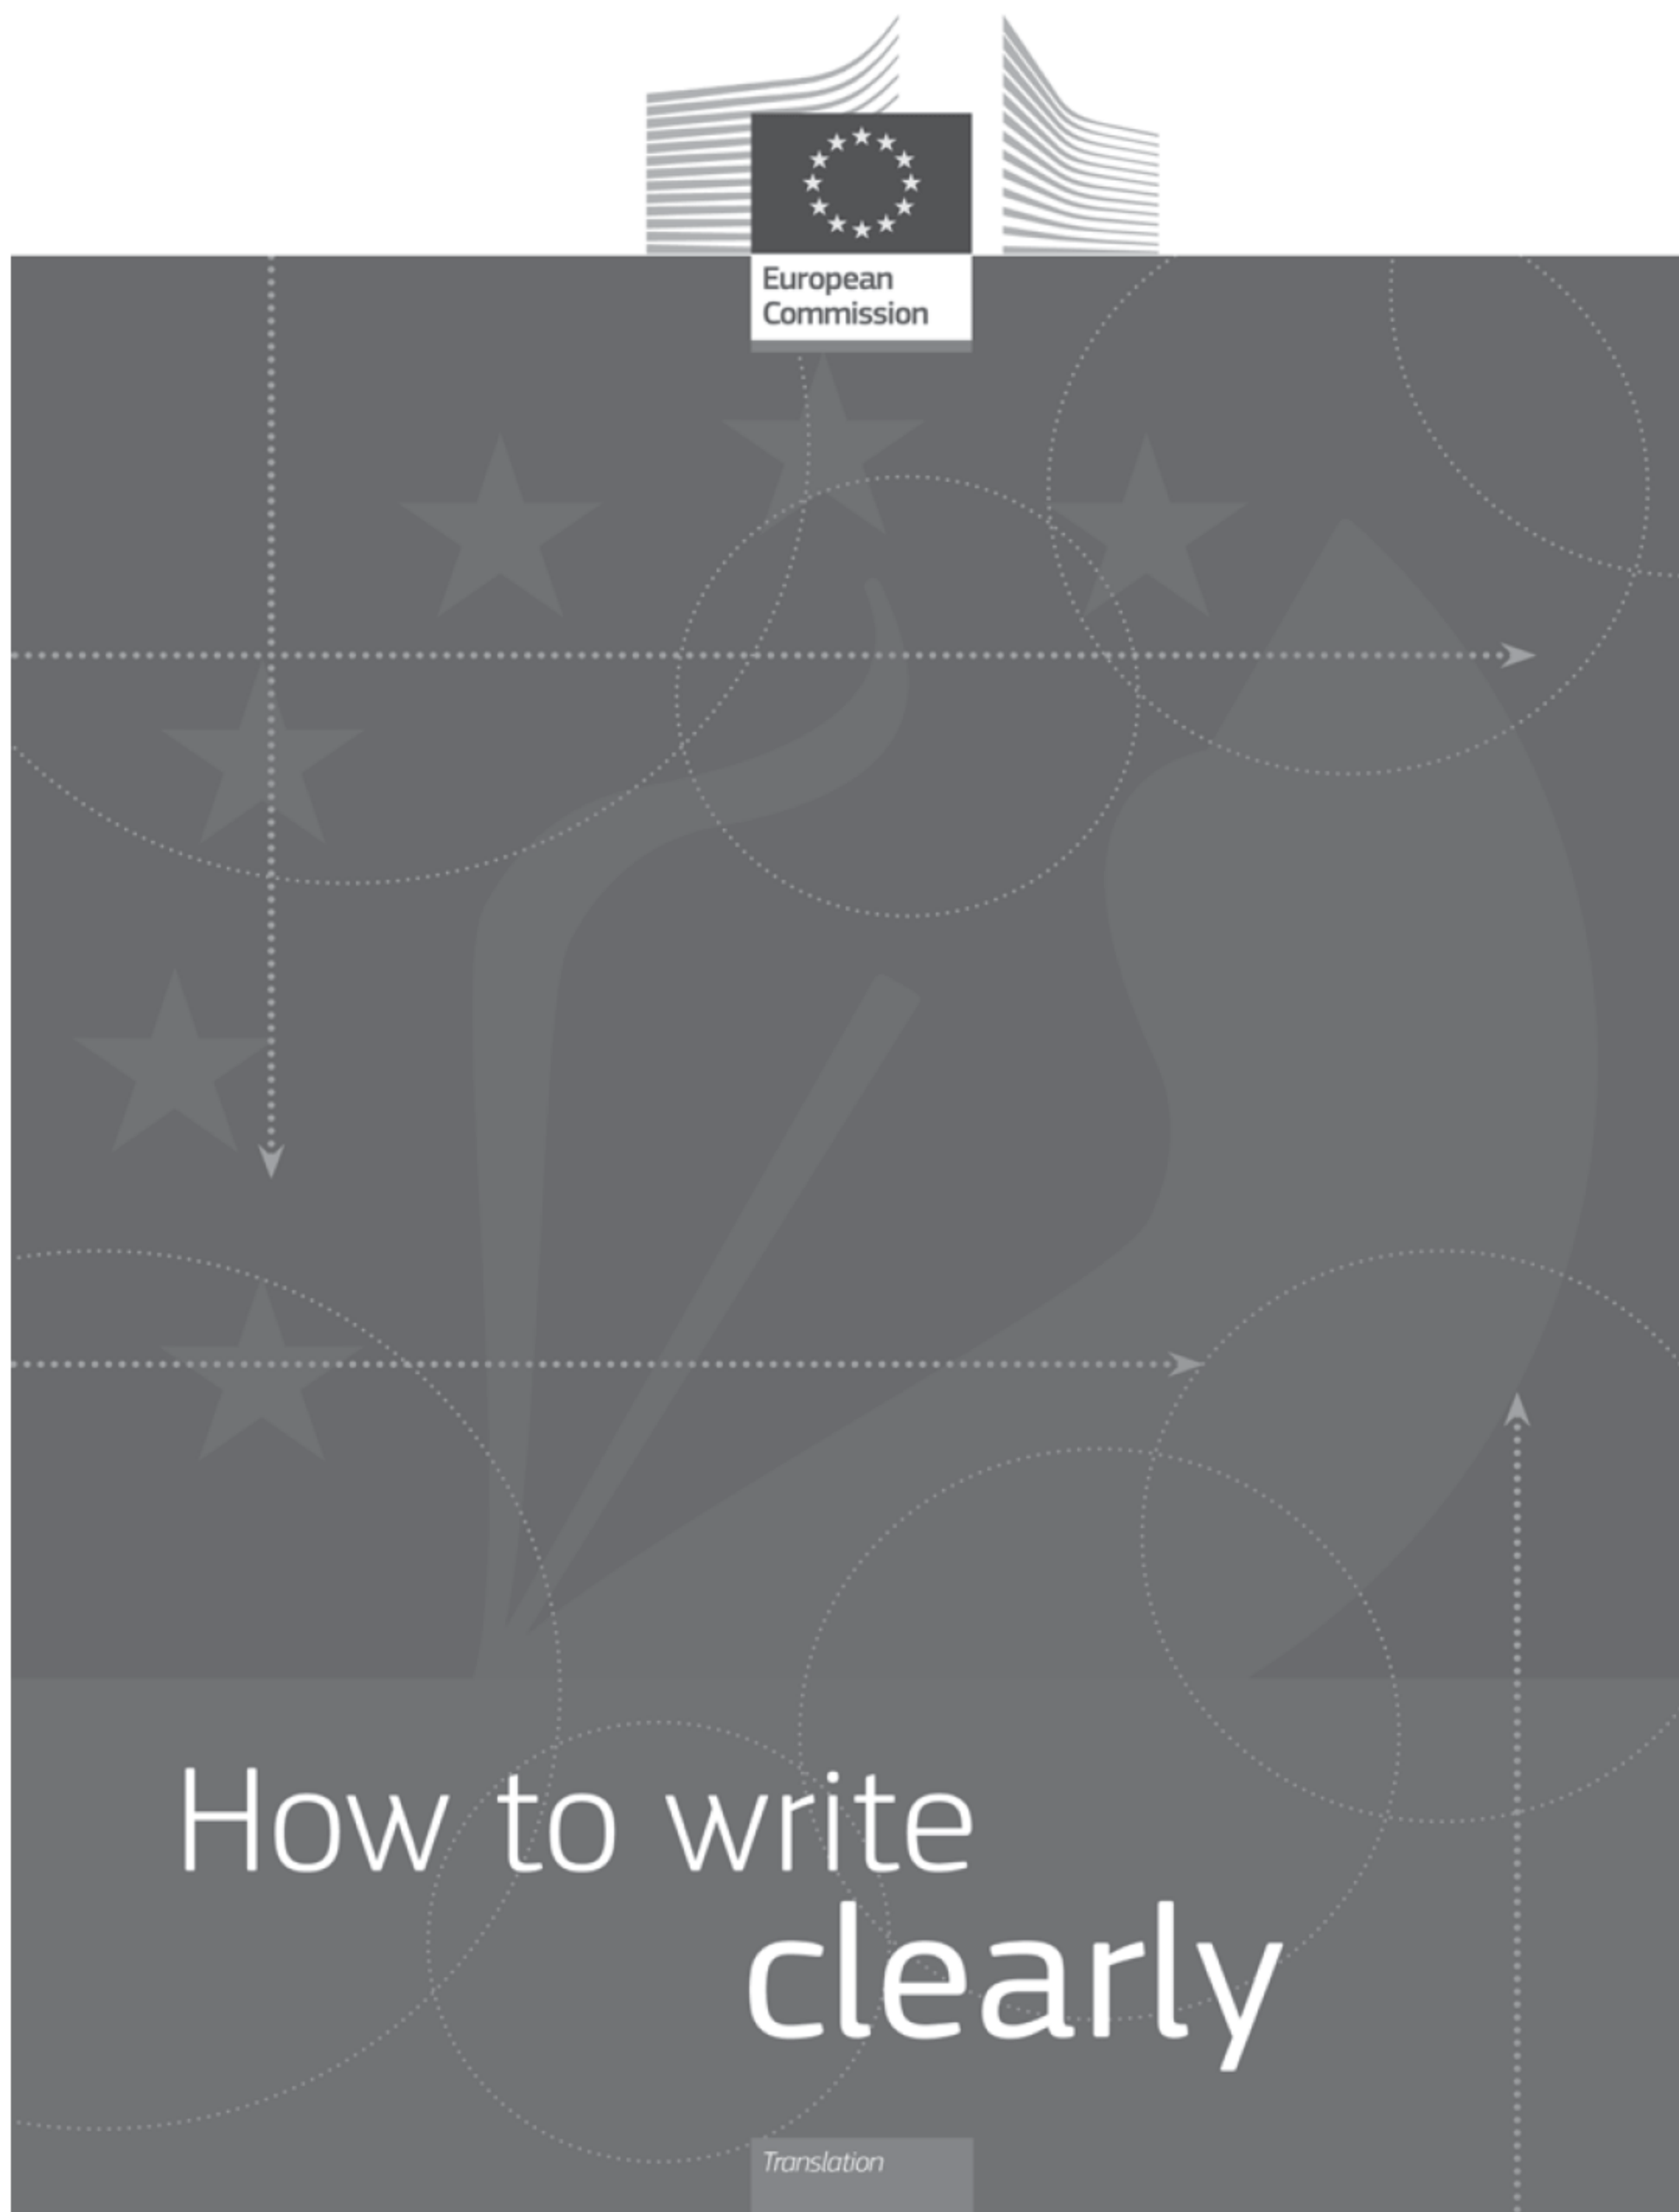 European
Commission
How to write
clearly
Translation